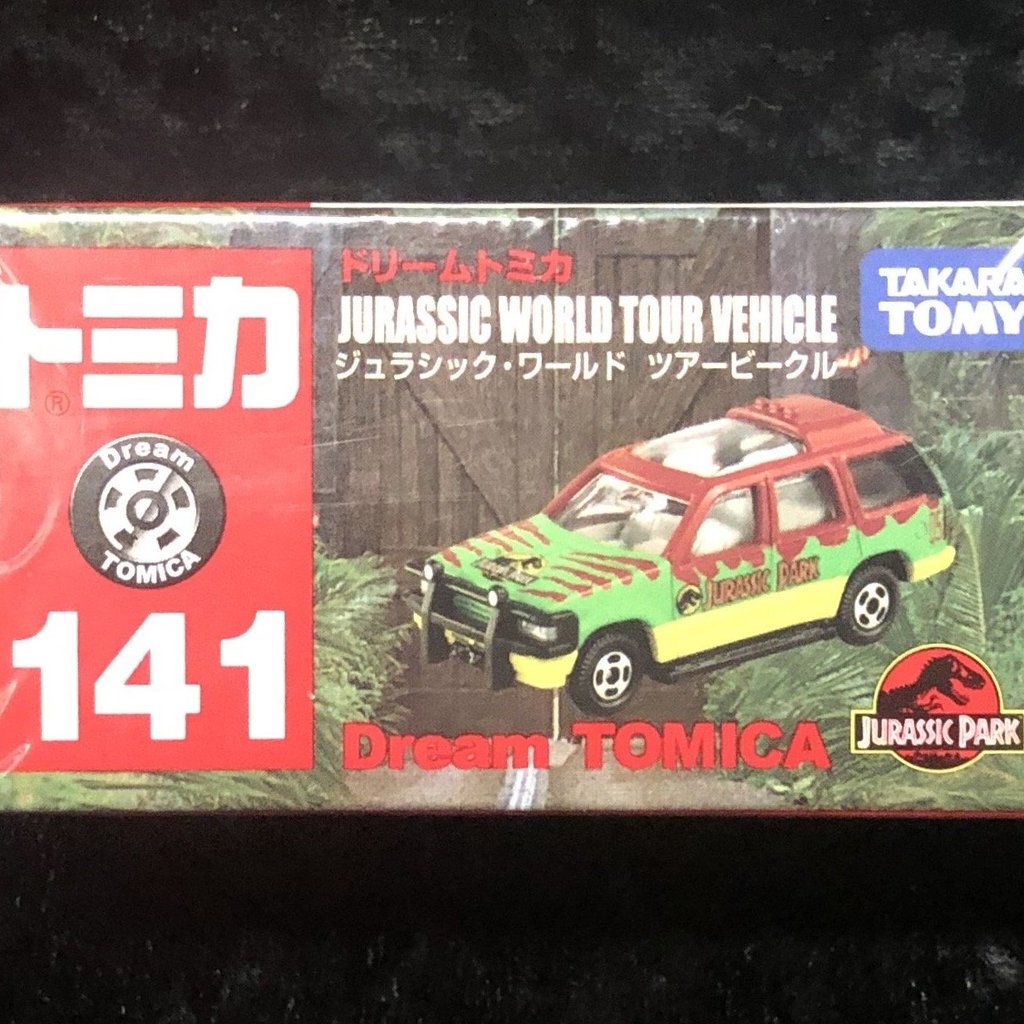 トミカ
®
Dream
TOMICA
141
ドリームトミカ
JURASSIC WORLD TOUR VEHICLE
ジュラシック・ワールド ツアービークル
TAKARA
TOMY
JURASSIC PARK
Dream TOMICA
JURASSIC PARK